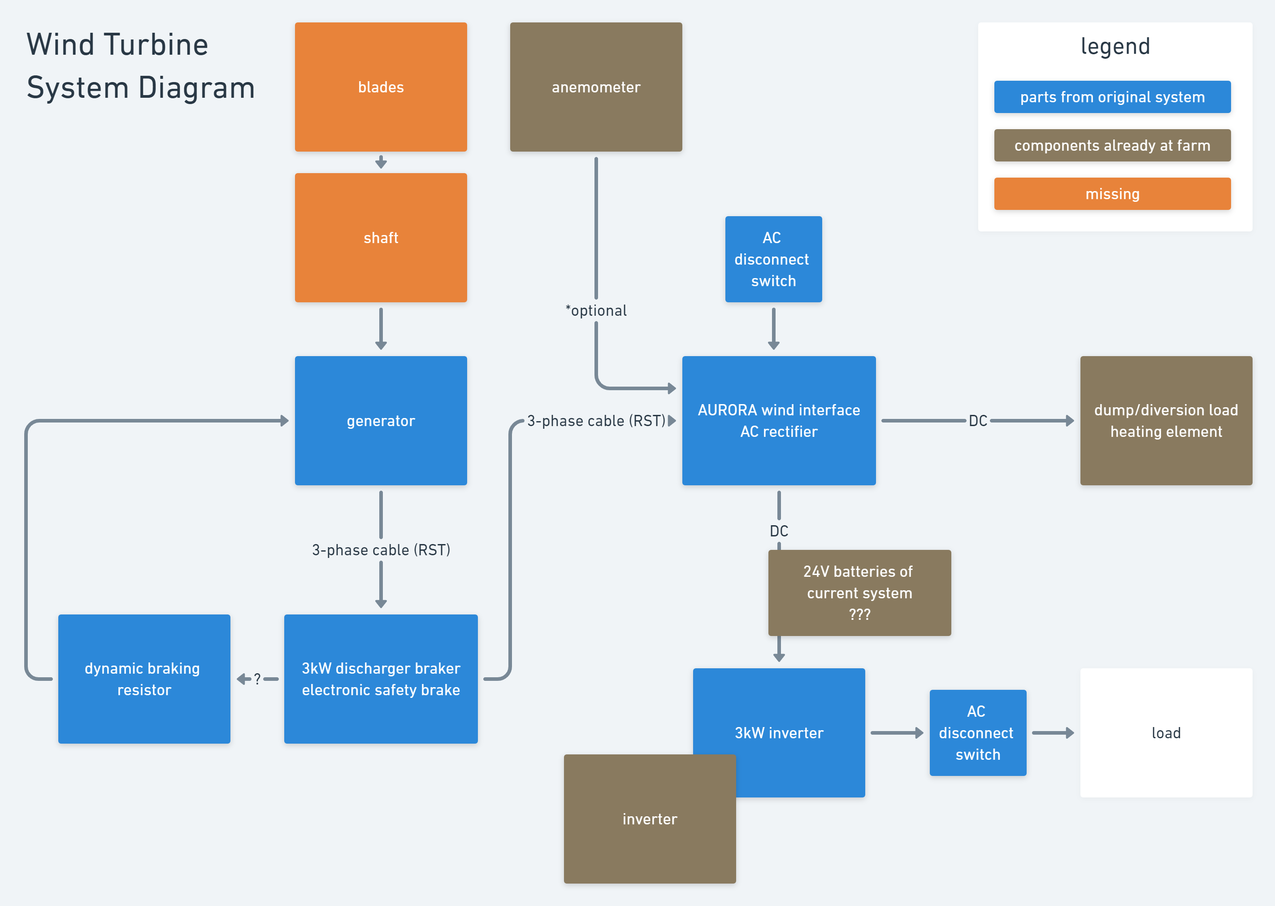 Wind Turbine
System Diagram
blades
anemometer
legend
parts from original system
components already at farm
missing
shaft
AC
disconnect
switch
*optional
generator
3-phase cable (RST)
AURORA wind interface
AC rectifier
DC
dump/diversion load
heating element
3-phase cable (RST)
DC
24V batteries of
current system
???
dynamic braking
resistor
?
3kW discharger braker
electronic safety brake
3kW inverter
AC
disconnect
switch
load
inverter